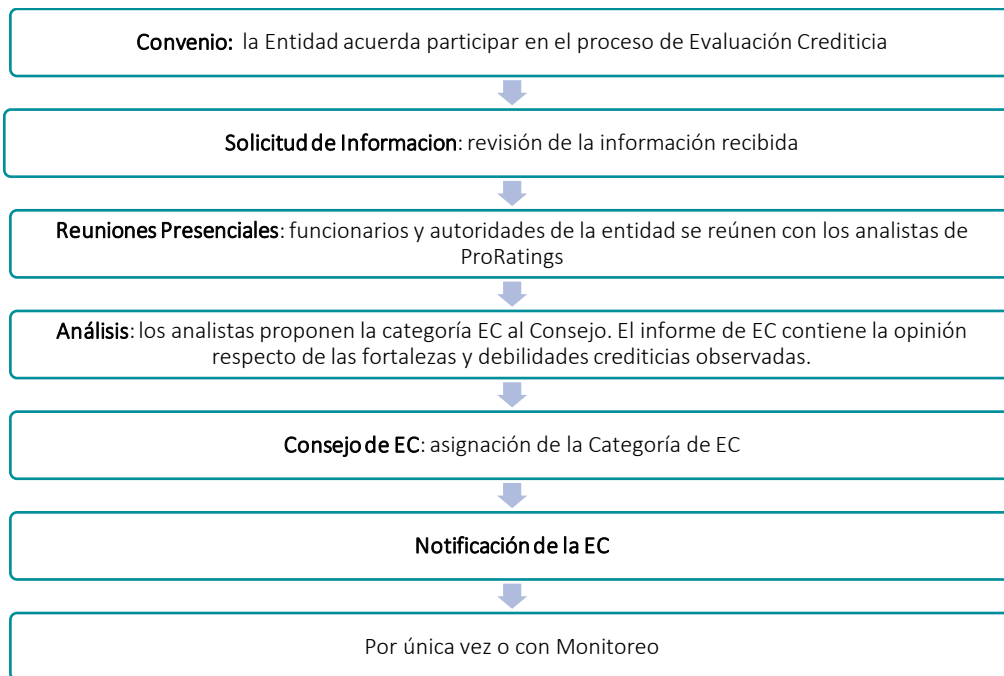 Convenio: la Entidad acuerda participar en el proceso de Evaluación Crediticia
Solicitud de Informacion: revisión de la información recibida
Reuniones Presenciales: funcionarios y autoridades de la entidad se reúnen con los analistas de
ProRatings
Análisis: los analistas proponen la categoría EC al Consejo. El informe de EC contiene la opinión
respecto de las fortalezas y debilidades crediticias observadas.
Consejo de EC: asignación de la Categoría de EC
Notificación de la EC
Por única vez o con Monitoreo